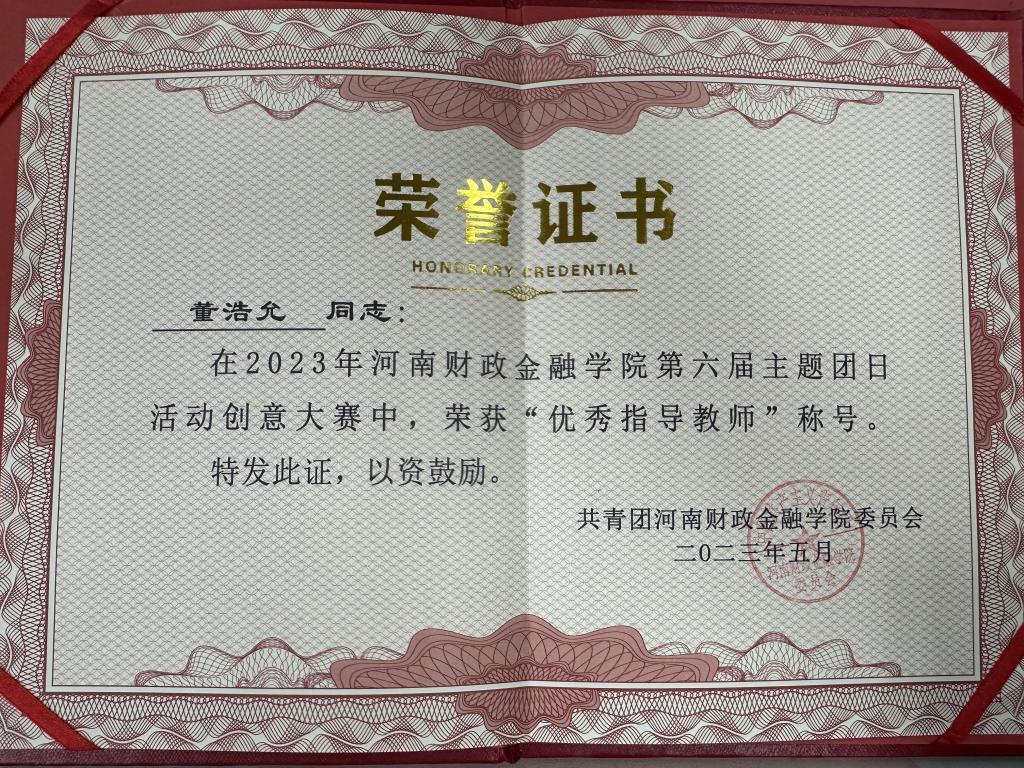 荣誉证书
HONORARY CREDENTIAL
董浩允 同志：
在2023年河南财政金融学院第六届主题团日
活动创意大赛中，荣获“优秀指导教师”称号。
特发此证，以资鼓励。
共青团河南财政金融学院委员会
二〇二三年五月
委员会